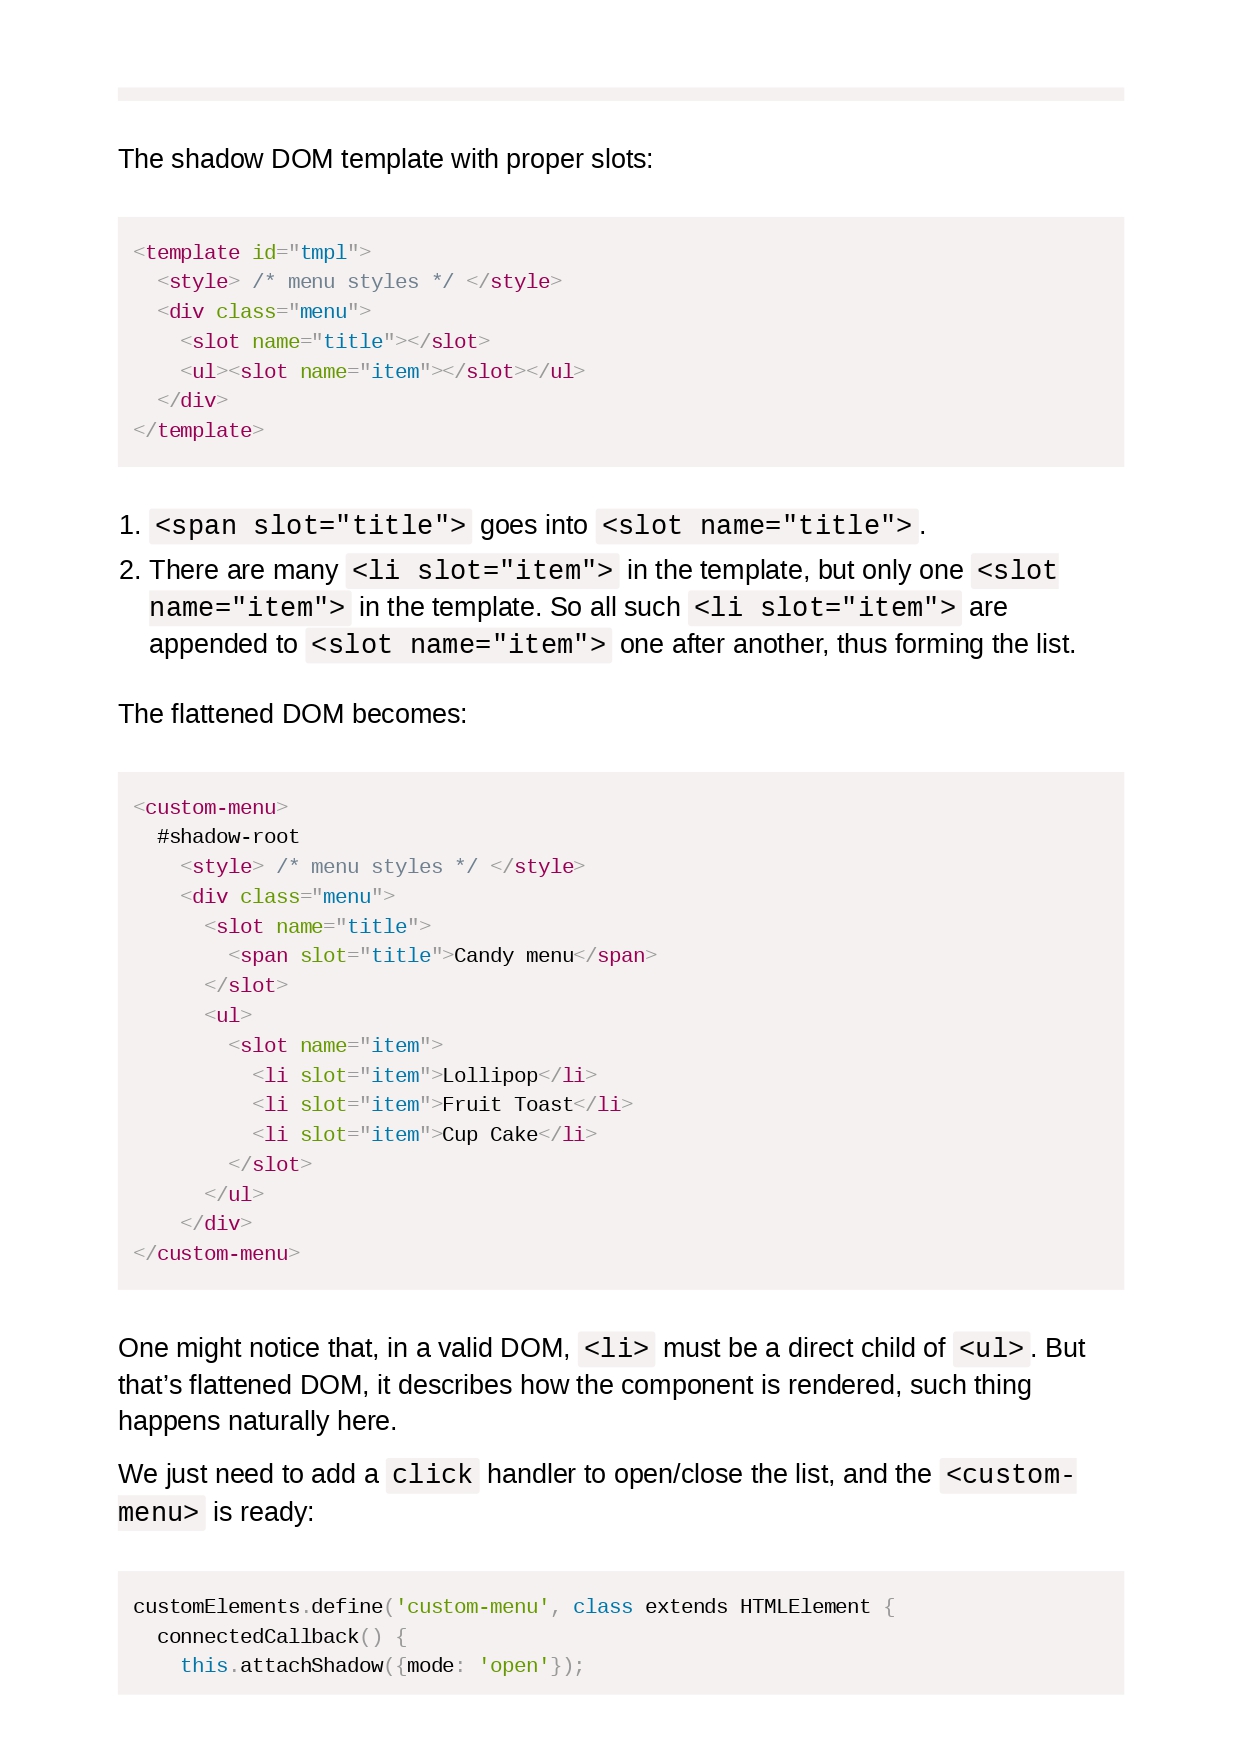 The shadow DOM template with proper slots:
<template id="tmpl">
  <style> /* menu styles */ </style>
  <div class="menu">
    <slot name="title"></slot>
    <ul><slot name="item"></slot></ul>
  </div>
</template>
1. <span slot="title"> goes into <slot name="title">.
2. There are many <li slot="item"> in the template, but only one <slot
name="item"> in the template. So all such <li slot="item"> are
appended to <slot name="item"> one after another, thus forming the list.
The flattened DOM becomes:
<custom-menu>
  #shadow-root
    <style> /* menu styles */ </style>
    <div class="menu">
      <slot name="title">
        <span slot="title">Candy menu</span>
      </slot>
      <ul>
        <slot name="item">
          <li slot="item">Lollipop</li>
          <li slot="item">Fruit Toast</li>
          <li slot="item">Cup Cake</li>
        </slot>
      </ul>
    </div>
</custom-menu>
One might notice that, in a valid DOM, <li> must be a direct child of <ul>. But
that’s flattened DOM, it describes how the component is rendered, such thing
happens naturally here.
We just need to add a click handler to open/close the list, and the <custom-
menu> is ready:
customElements.define('custom-menu', class extends HTMLElement {
  connectedCallback() {
    this.attachShadow({mode: 'open'});